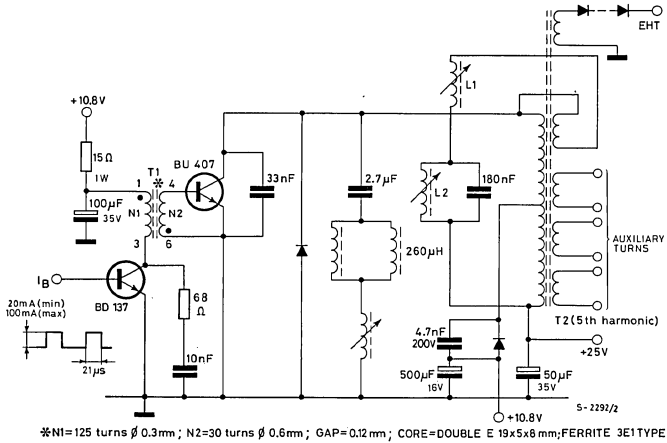 EHT
L1
+10.8V
15Ω
1W
T1
*
BU 407
1
4
N1
N2
3
6
100µF
35V
33nF
2.7µF
L2
180nF
260µH
AUXILIARY
TURNS
T2(5th harmonic)
+25V
IB
BD 137
20mA(min)
100mA(max)
21µs
68
Ω
10nF
4.7nF
200V
500µF
16V
50µF
35V
+10.8V
S-2292/2
*N1=125 turns ϕ 0.3mm; N2=30 turns ϕ 0.6mm; GAP=0.12mm; CORE=DOUBLE E 19x5x8mm;FERRITE 3E1TYPE